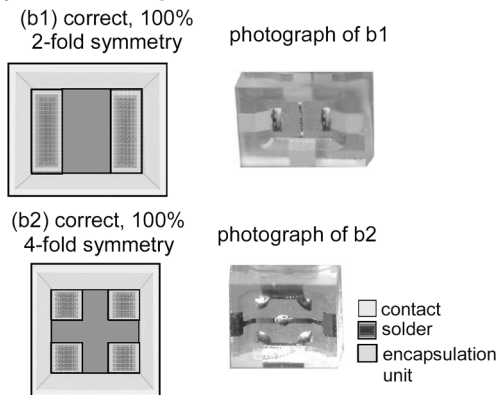 (b1) correct, 100%
2-fold symmetry
photograph of b1
(b2) correct, 100%
4-fold symmetry
photograph of b2
contact
solder
encapsulation
unit